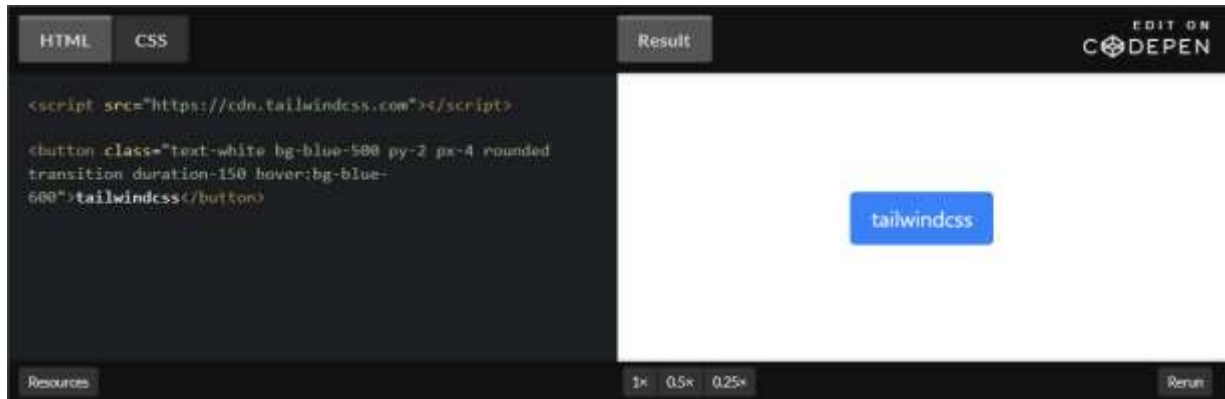 HTML CSS Result EDIT ON
CODEPEN
<script src="https://cdn.tailwindcss.com"></script>
<button class="text-white bg-blue-500 py-2 px-4 rounded
transition duration-150 hover:bg-blue-
600">tailwindcss</button>
tailwindcss
Resources 1× 0.5× 0.25× Rerun